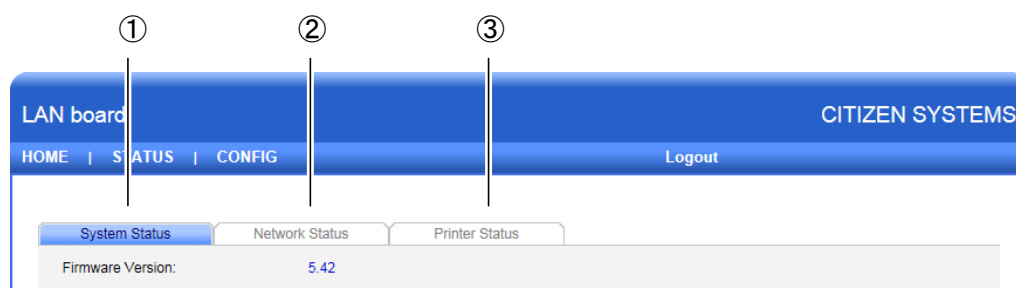 ① ② ③
LAN board CITIZEN SYSTEMS
HOME | STATUS | CONFIG Logout
System Status Network Status Printer Status
Firmware Version: 5.42